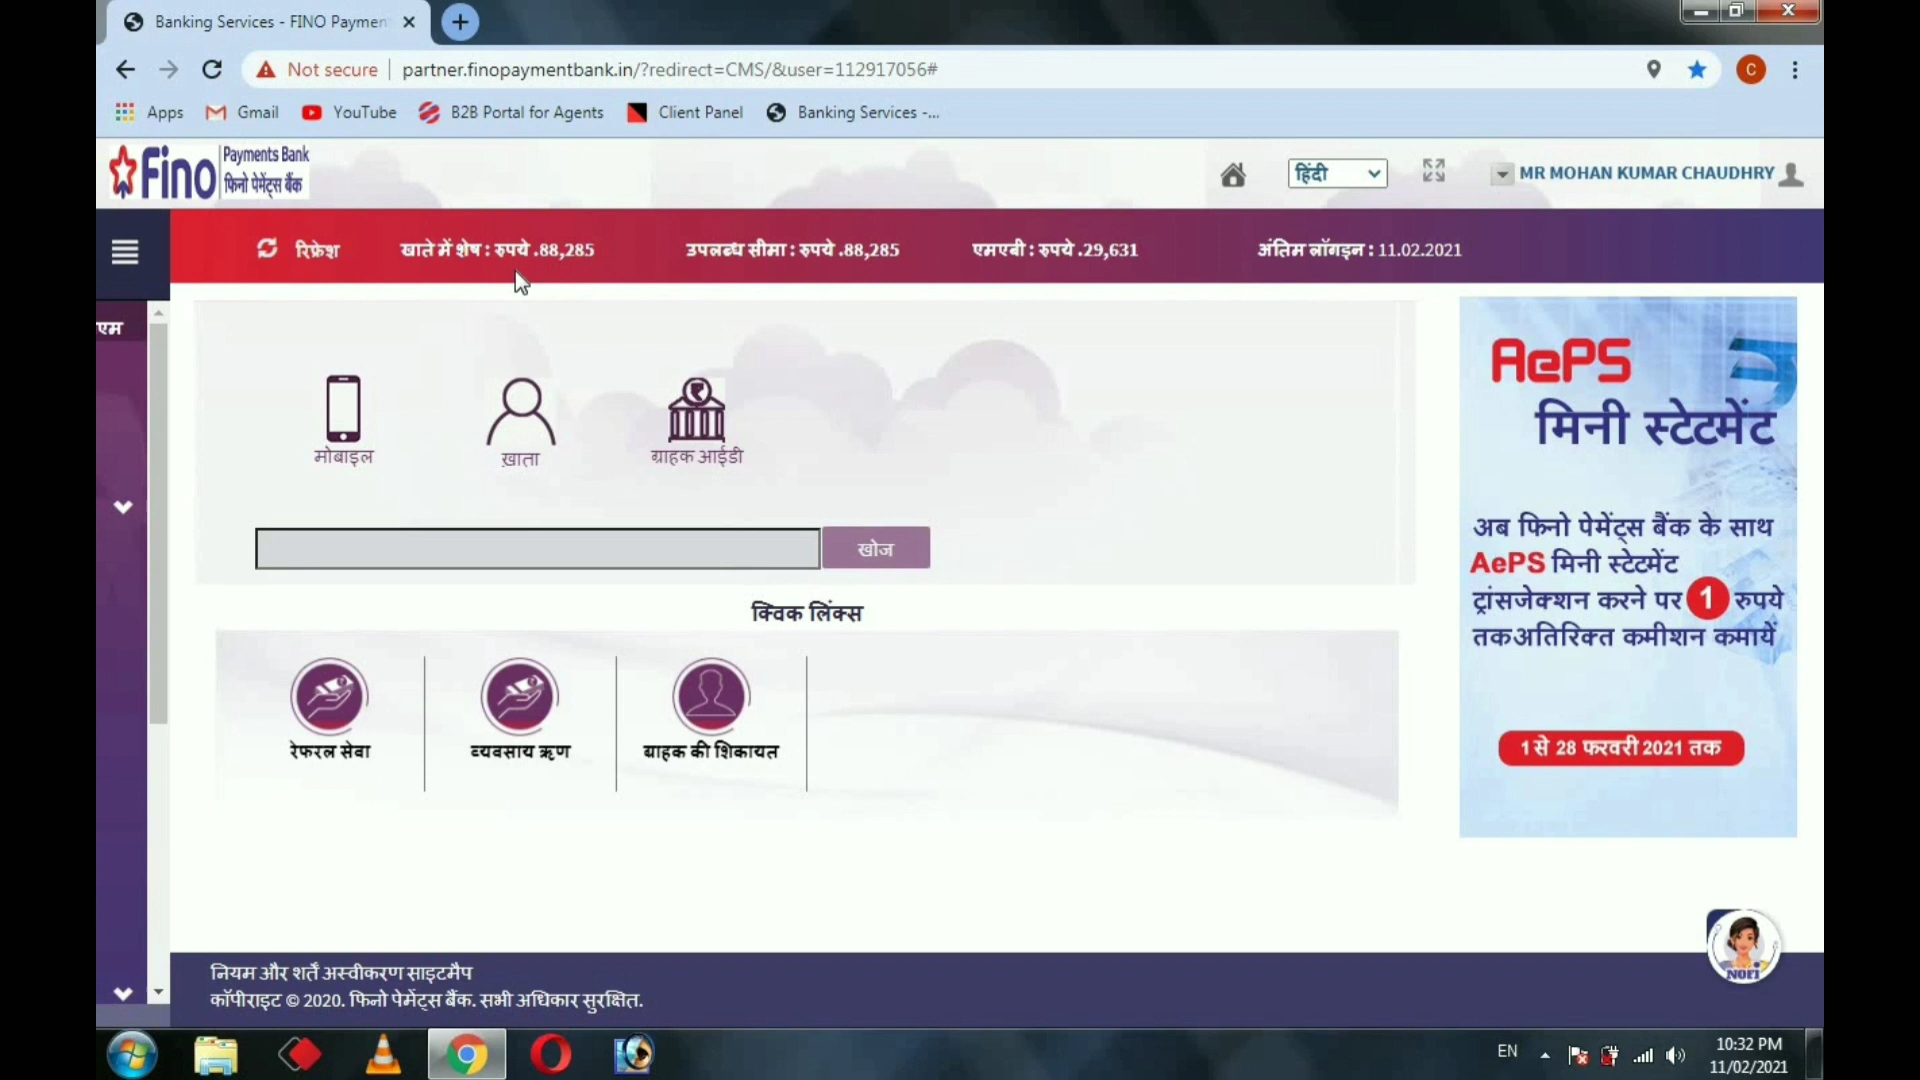 Banking Services - FINO Paymen
Not secure
partner.finopaymentbank.in/?redirect=CMS/&user=112917056#
C
Apps
Gmail
YouTube
B2B Portal for Agents
Client Panel
Banking Services -...
Fino
Payments Bank
फिनो पेमेंट्स बैंक
हिंदी
MR MOHAN KUMAR CHAUDHRY
रिफ्रेश
खाते में शेष : रुपये .88,285
उपलब्ध सीमा : रुपये .88,285
एमएबी : रुपये .29,631
अंतिम लॉगइन : 11.02.2021
एम
मोबाइल
ख़ाता
ग्राहक आईडी
खोज
क्विक लिंक्स
रेफरल सेवा
व्यवसाय ऋण
ग्राहक की शिकायत
AePS
मिनी स्टेटमेंट
अब फिनो पेमेंट्स बैंक के साथ
AePS मिनी स्टेटमेंट
ट्रांसजेक्शन करने पर 1 रुपये
तकअतिरिक्त कमीशन कमायें
1 से 28 फरवरी 2021 तक
NOFI
नियम और शर्तें अस्वीकरण साइटमैप
कॉपीराइट © 2020. फिनो पेमेंट्स बैंक. सभी अधिकार सुरक्षित.
EN
10:32 PM
11/02/2021